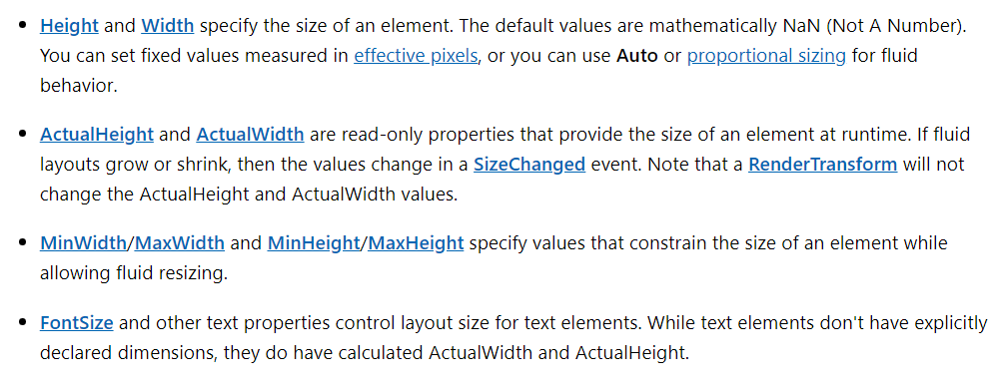 • Height and Width specify the size of an element. The default values are mathematically NaN (Not A Number).
You can set fixed values measured in effective pixels, or you can use Auto or proportional sizing for fluid
behavior.
• ActualHeight and ActualWidth are read-only properties that provide the size of an element at runtime. If fluid
layouts grow or shrink, then the values change in a SizeChanged event. Note that a RenderTransform will not
change the ActualHeight and ActualWidth values.
• MinWidth/MaxWidth and MinHeight/MaxHeight specify values that constrain the size of an element while
allowing fluid resizing.
• FontSize and other text properties control layout size for text elements. While text elements don't have explicitly
declared dimensions, they do have calculated ActualWidth and ActualHeight.